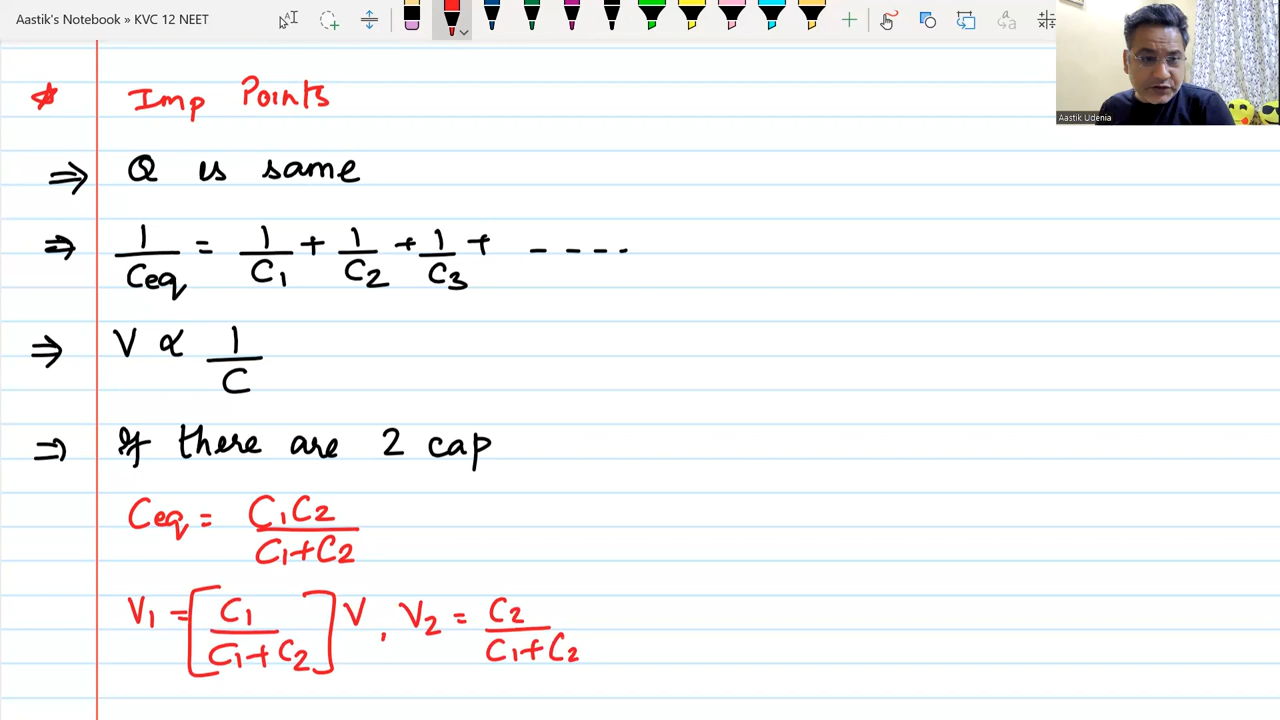 Aastik's Notebook » KVC 12 NEET
Aastik Udenia
* Imp Points
⇒ Q is same
⇒ 1/Ceq = 1/C1 + 1/C2 + 1/C3 + ----
⇒ V ∝ 1/C
⇒ If there are 2 cap
Ceq = C1C2/C1+C2
V1 = [C1/C1+C2] V, V2 = C2/C1+C2